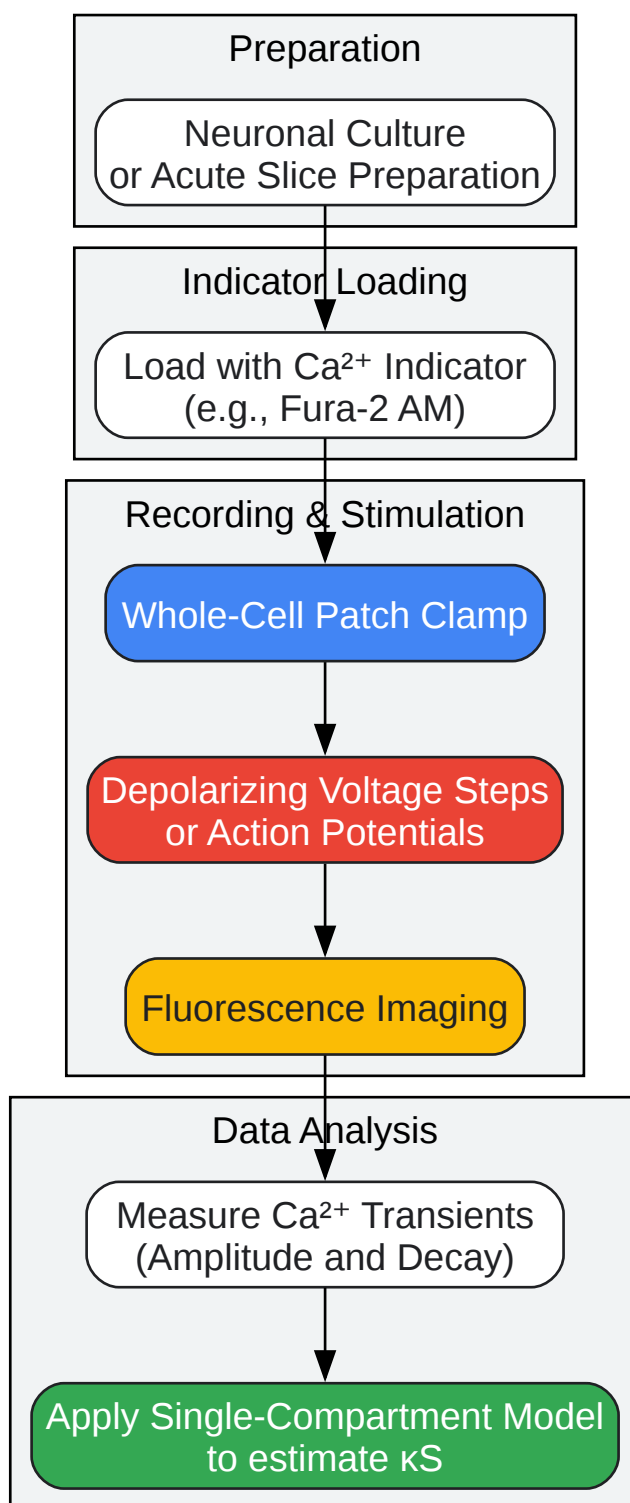 Preparation
Neuronal Culture
or Acute Slice Preparation
Indicator Loading
Load with Ca²⁺ Indicator
(e.g., Fura-2 AM)
Recording & Stimulation
Whole-Cell Patch Clamp
Depolarizing Voltage Steps
or Action Potentials
Fluorescence Imaging
Data Analysis
Measure Ca²⁺ Transients
(Amplitude and Decay)
Apply Single-Compartment Model
to estimate κS